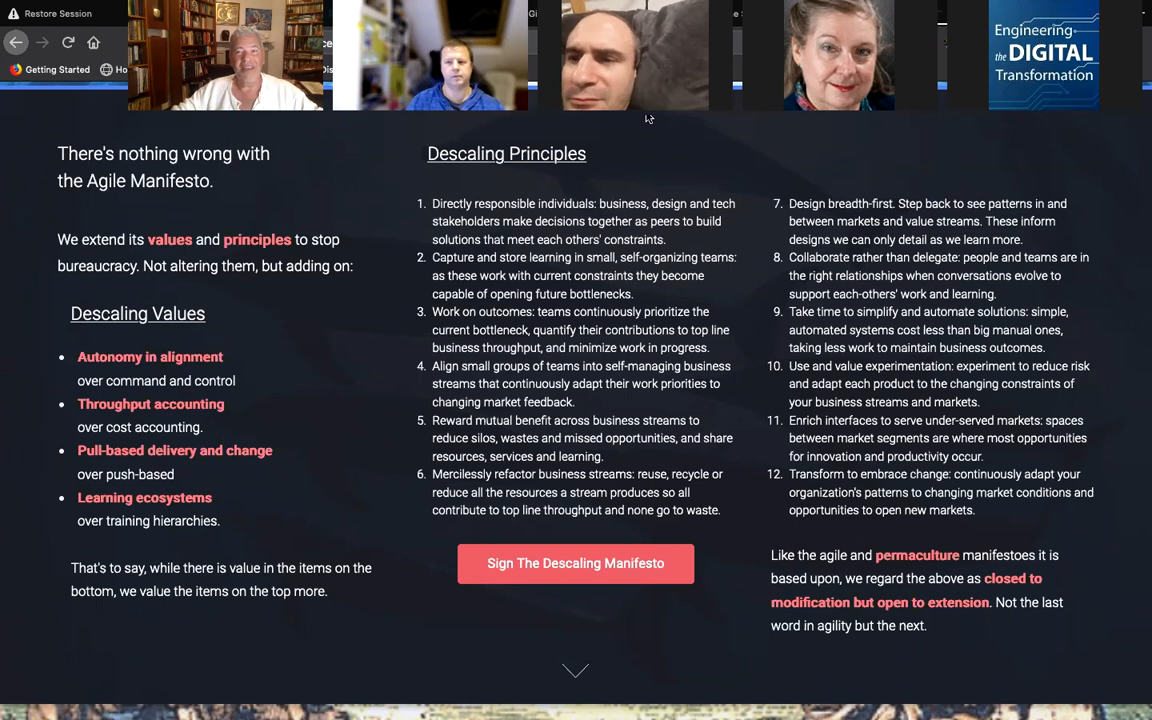 Restore Session
Getting Started
Ho
Engineering
the DIGITAL
Transformation
There's nothing wrong with
the Agile Manifesto.
We extend its values and principles to stop
bureaucracy. Not altering them, but adding on:
Descaling Values
• Autonomy in alignment
over command and control
• Throughput accounting
over cost accounting.
• Pull-based delivery and change
over push-based
• Learning ecosystems
over training hierarchies.
That's to say, while there is value in the items on the
bottom, we value the items on the top more.
Descaling Principles
1. Directly responsible individuals: business, design and tech
stakeholders make decisions together as peers to build
solutions that meet each others' constraints.
2. Capture and store learning in small, self-organizing teams:
as these work with current constraints they become
capable of opening future bottlenecks.
3. Work on outcomes: teams continuously prioritize the
current bottleneck, quantify their contributions to top line
business throughput, and minimize work in progress.
4. Align small groups of teams into self-managing business
streams that continuously adapt their work priorities to
changing market feedback.
5. Reward mutual benefit across business streams to
reduce silos, wastes and missed opportunities, and share
resources, services and learning.
6. Mercilessly refactor business streams: reuse, recycle or
reduce all the resources a stream produces so all
contribute to top line throughput and none go to waste.
Sign The Descaling Manifesto
7. Design breadth-first. Step back to see patterns in and
between markets and value streams. These inform
designs we can only detail as we learn more.
8. Collaborate rather than delegate: people and teams are in
the right relationships when conversations evolve to
support each-others' work and learning.
9. Take time to simplify and automate solutions: simple,
automated systems cost less than big manual ones,
taking less work to maintain business outcomes.
10. Use and value experimentation: experiment to reduce risk
and adapt each product to the changing constraints of
your business streams and markets.
11. Enrich interfaces to serve under-served markets: spaces
between market segments are where most opportunities
for innovation and productivity occur.
12. Transform to embrace change: continuously adapt your
organization's patterns to changing market conditions and
opportunities to open new markets.
Like the agile and permaculture manifestoes it is
based upon, we regard the above as closed to
modification but open to extension. Not the last
word in agility but the next.